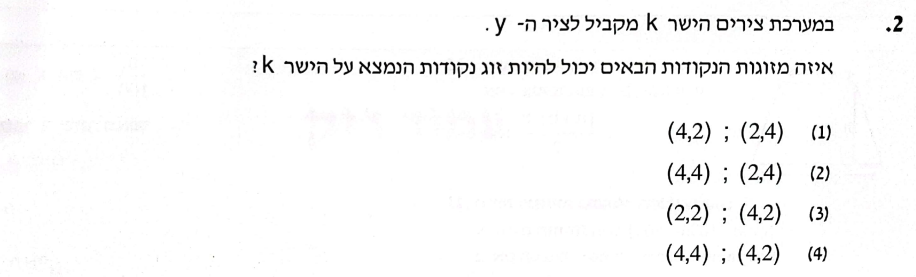 2. במערכת צירים הישר k מקביל לציר ה- y .
איזה מזוגות הנקודות הבאים יכול להיות זוג נקודות הנמצא על הישר k ?
(1) (2,4) ; (4,2)
(2) (2,4) ; (4,4)
(3) (4,2) ; (2,2)
(4) (4,2) ; (4,4)